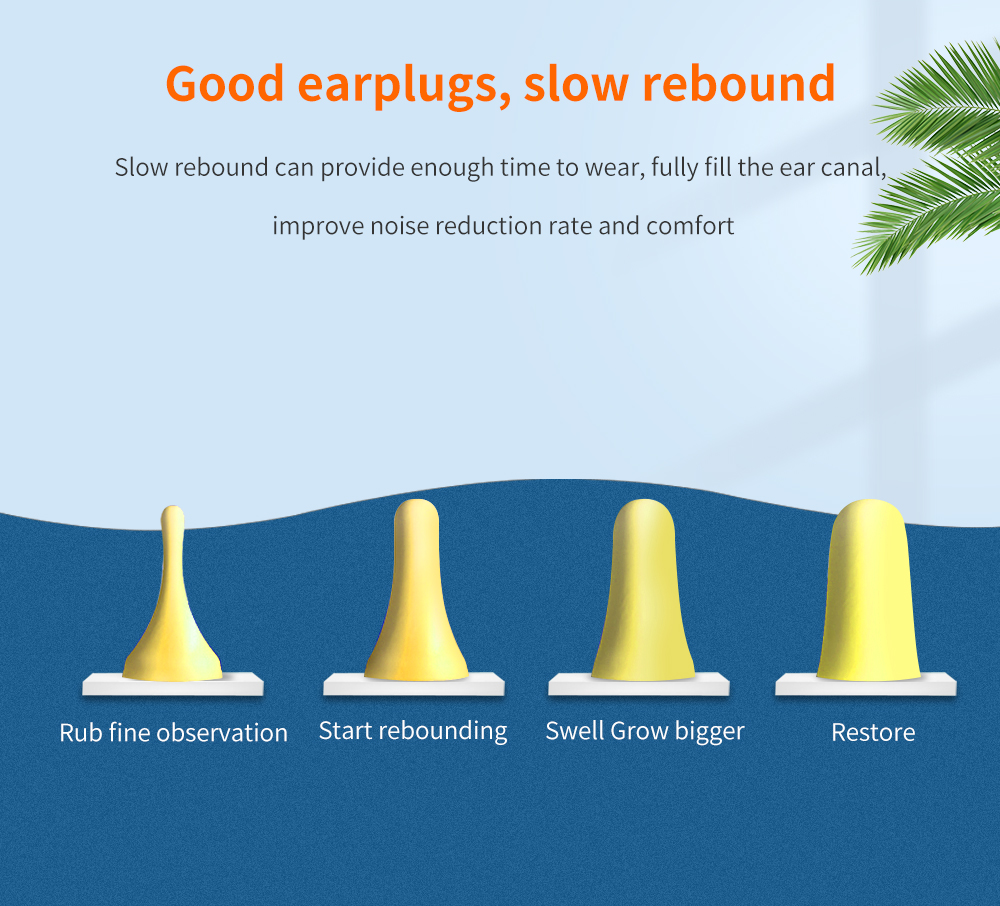 Good earplugs, slow rebound
Slow rebound can provide enough time to wear, fully fill the ear canal,
improve noise reduction rate and comfort
Rub fine observation
Start rebounding
Swell Grow bigger
Restore